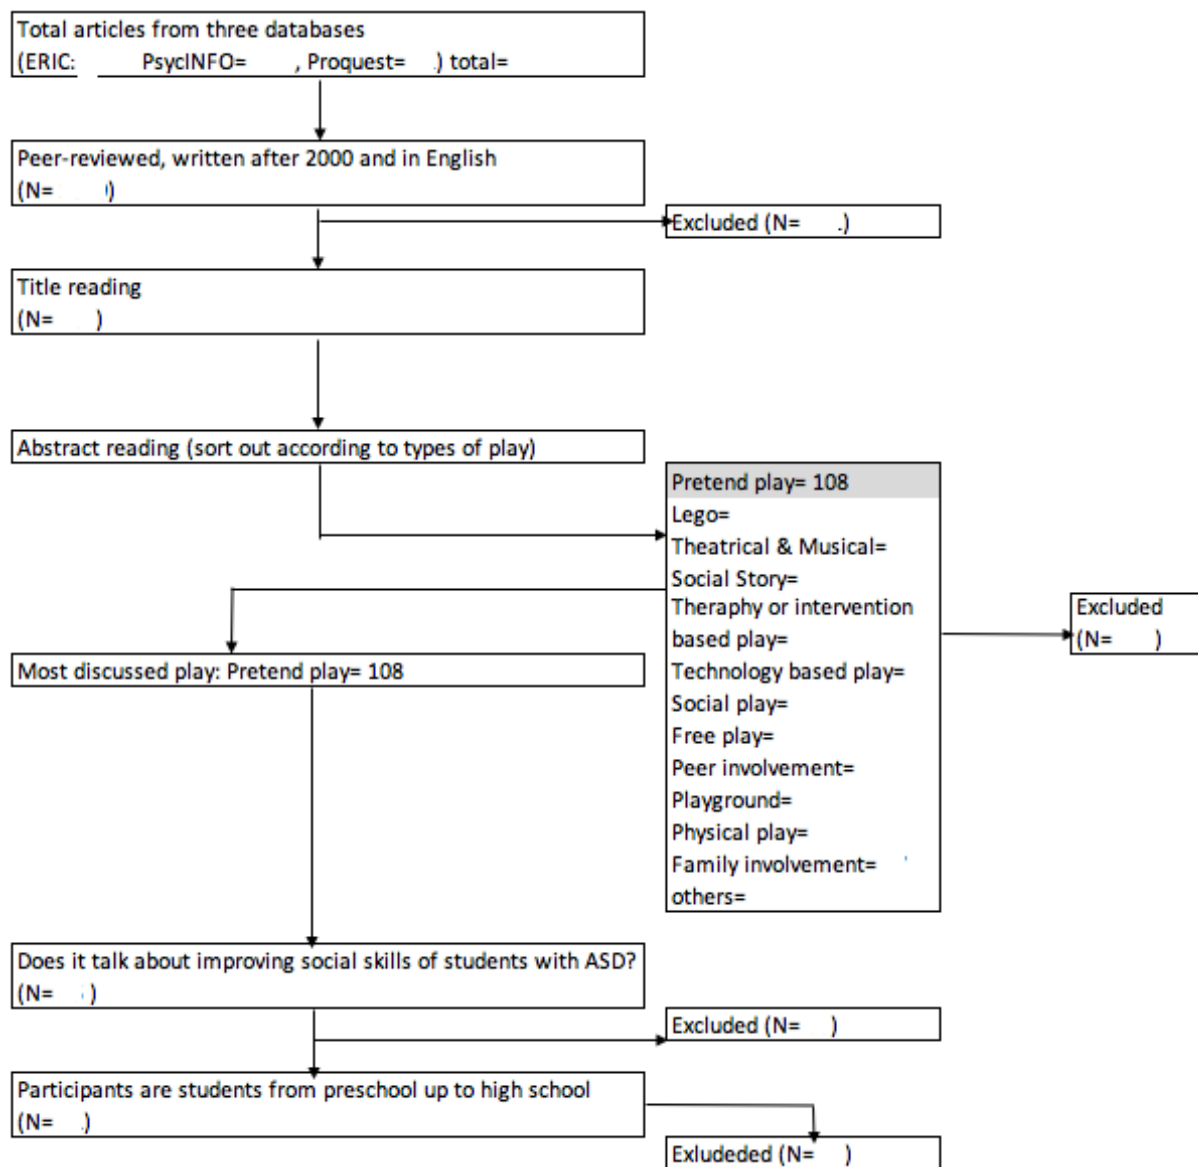 Total articles from three databases
(ERIC: PsycINFO= , Proquest= .) total=
Peer-reviewed, written after 2000 and in English
(N= )
Excluded (N= .)
Title reading
(N= )
Abstract reading (sort out according to types of play)
Pretend play= 108
Lego=
Theatrical & Musical=
Social Story=
Theraphy or intervention
based play=
Technology based play=
Social play=
Free play=
Peer involvement=
Playground=
Physical play=
Family involvement=
others=
Excluded
(N= )
Most discussed play: Pretend play= 108
Does it talk about improving social skills of students with ASD?
(N= )
Excluded (N= )
Participants are students from preschool up to high school
(N= .)
Exludeded (N= )